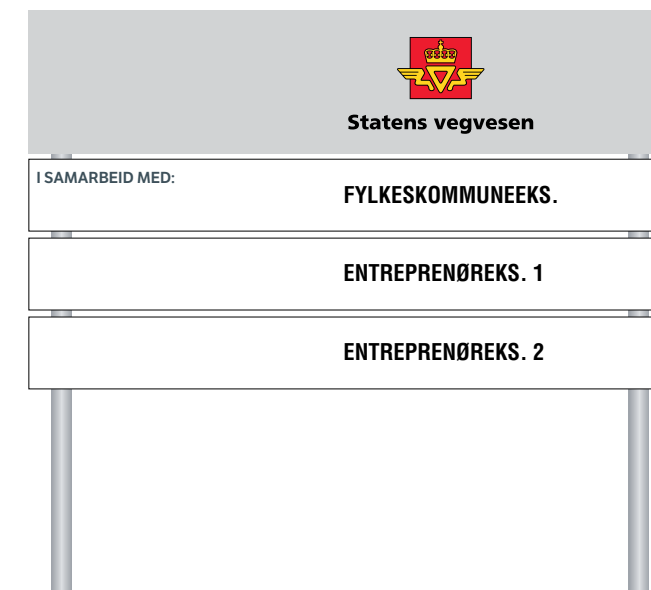 Statens vegvesen
I SAMARBEID MED:
FYLKESKOMMUNEEKS.
ENTREPRENØREKS. 1
ENTREPRENØREKS. 2